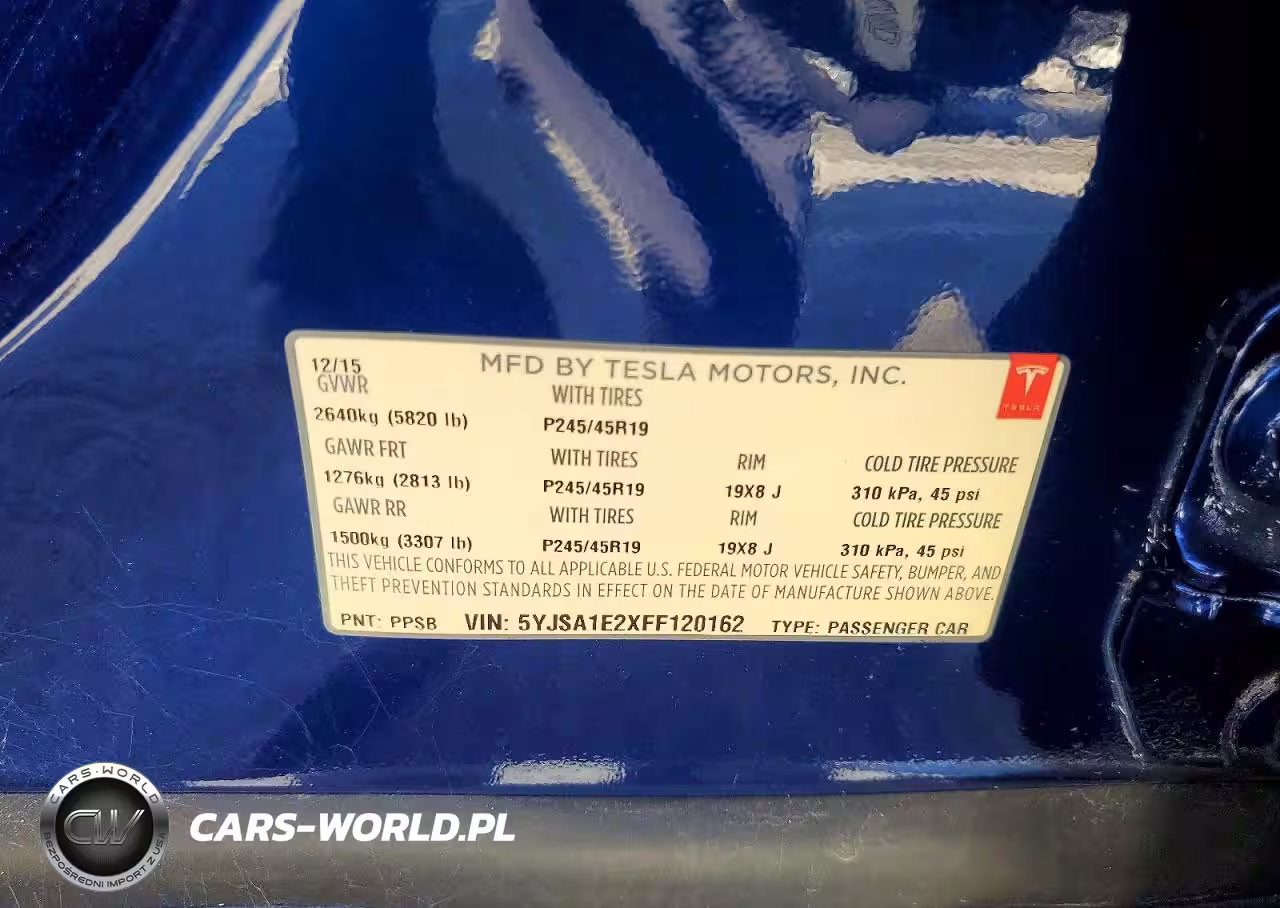 12/15 MFD BY TESLA MOTORS, INC.
GVWR WITH TIRES
TESLA
2640kg (5820 lb) P245/45R19
GAWR FRT WITH TIRES RIM COLD TIRE PRESSURE
1276kg (2813 lb) P245/45R19 19X8 J 310 kPa, 45 psi
GAWR RR WITH TIRES RIM COLD TIRE PRESSURE
1500kg (3307 lb) P245/45R19 19X8 J 310 kPa, 45 psi
THIS VEHICLE CONFORMS TO ALL APPLICABLE U.S. FEDERAL MOTOR VEHICLE SAFETY, BUMPER, AND
THEFT PREVENTION STANDARDS IN EFFECT ON THE DATE OF MANUFACTURE SHOWN ABOVE.
PNT: PPSB VIN: 5YJSA1E2XFF120162 TYPE: PASSENGER CAR
CARS-WORLD
CW
BEZPOŚREDNI IMPORT Z USA
CARS-WORLD.PL